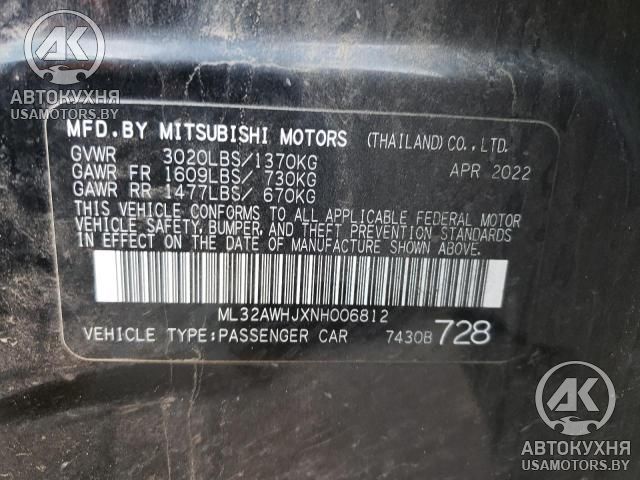 AK
АВТОКУХНЯ
USAMOTORS.BY
MFD.BY MITSUBISHI MOTORS (THAILAND)CO.,LTD.
GVWR 3020LBS/1370KG APR 2022
GAWR FR 1609LBS/ 730KG
GAWR RR 1477LBS/ 670KG
THIS VEHICLE CONFORMS TO ALL APPLICABLE FEDERAL MOTOR
VEHICLE SAFETY, BUMPER, AND THEFT PREVENTION STANDARDS
IN EFFECT ON THE DATE OF MANUFACTURE SHOWN ABOVE.
ML32AWHJXNH006812
VEHICLE TYPE:PASSENGER CAR 7430B 728
AK
АВТОКУХНЯ
USAMOTORS.BY